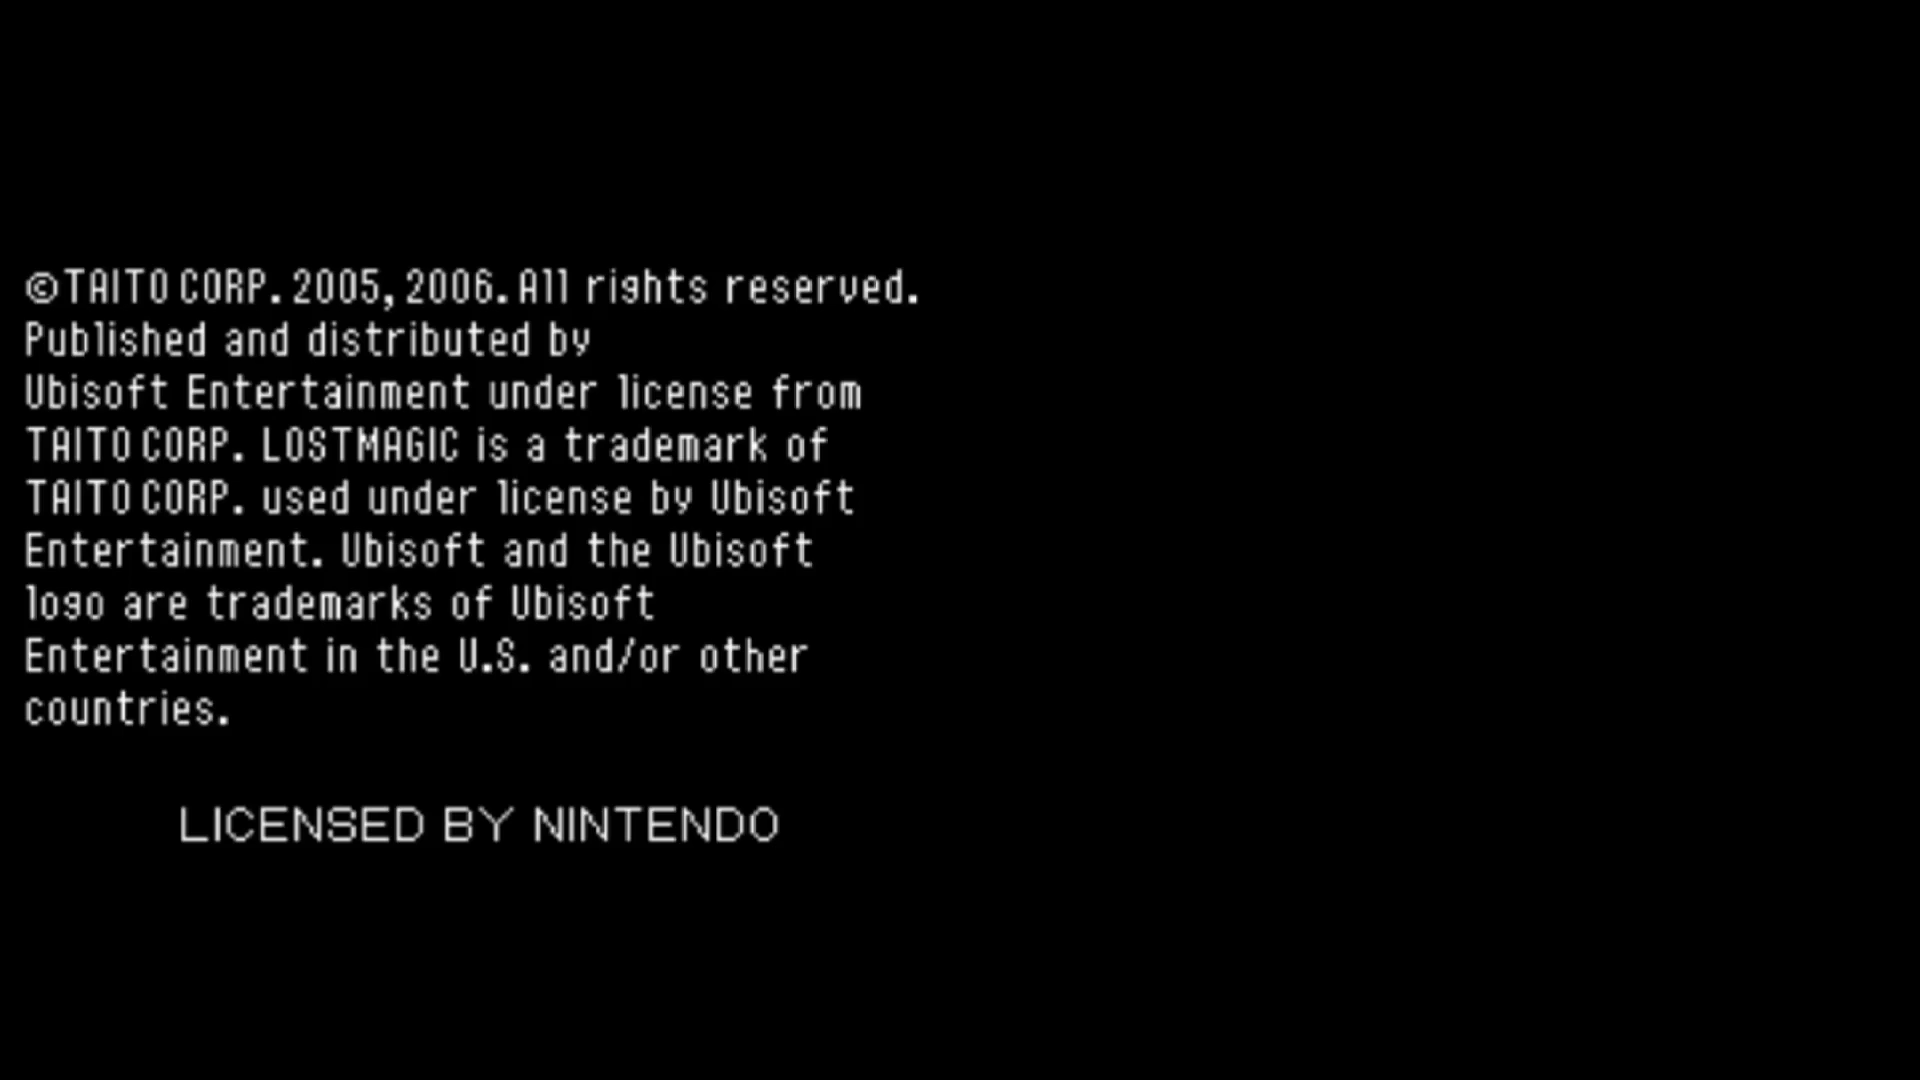 ©TAITO CORP. 2005, 2006. All rights reserved.
Published and distributed by
Ubisoft Entertainment under license from
TAITO CORP. LOSTMAGIC is a trademark of
TAITO CORP. used under license by Ubisoft
Entertainment. Ubisoft and the Ubisoft
logo are trademarks of Ubisoft
Entertainment in the U.S. and/or other
countries.
LICENSED BY NINTENDO